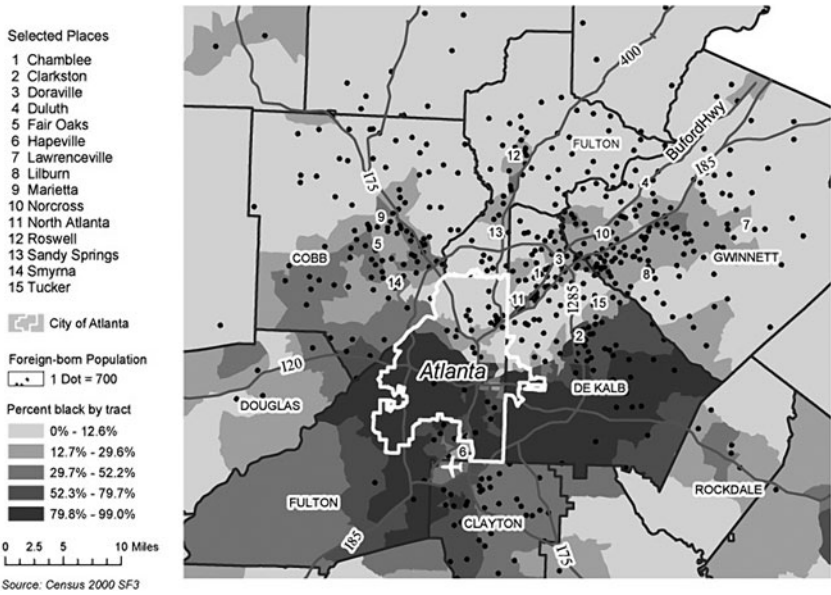 Selected Places
1 Chamblee
2 Clarkston
3 Doraville
4 Duluth
5 Fair Oaks
6 Hapeville
7 Lawrenceville
8 Lilburn
9 Marietta
10 Norcross
11 North Atlanta
12 Roswell
13 Sandy Springs
14 Smyrna
15 Tucker
City of Atlanta
Foreign-born Population
1 Dot = 700
Percent black by tract
0% - 12.6%
12.7% - 29.6%
29.7% - 52.2%
52.3% - 79.7%
79.8% - 99.0%
0 2.5 5 10 Miles
Source: Census 2000 SF3
400
BufordHwy
I75
12
FULTON
I85
4
9
13
10
7
5
3
COBB
8
GWINNETT
14
1
I285
11
15
2
I20
Atlanta
DE KALB
DOUGLAS
6
ROCKDALE
FULTON
CLAYTON
I85
I75